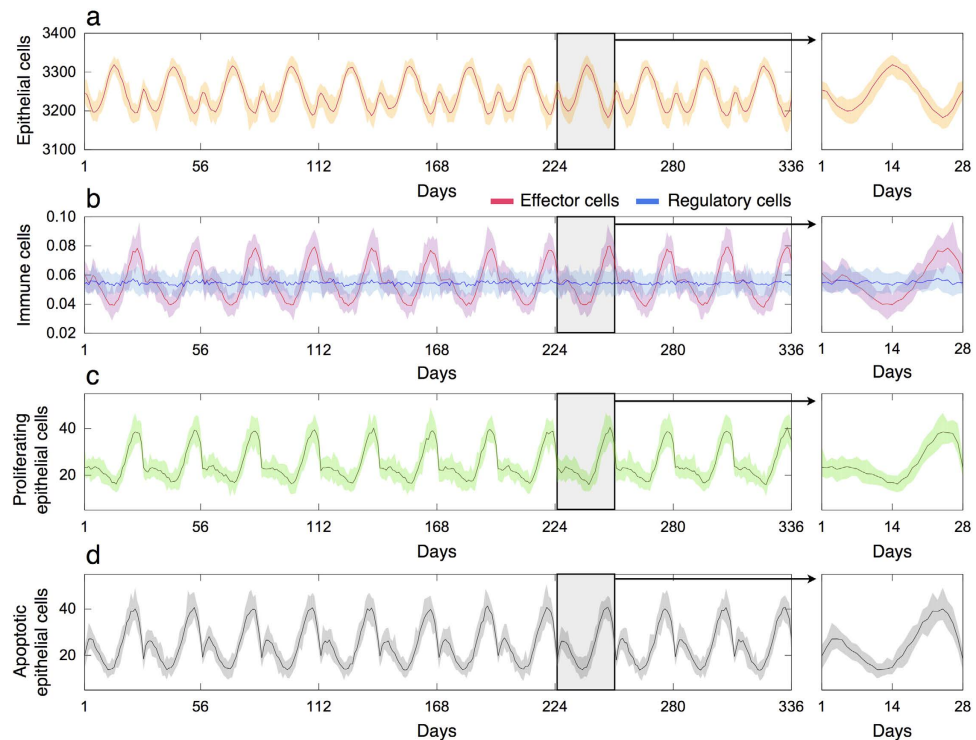 a
Epithelial cells
3400
3300
3200
3100
1 56 112 168 224 280 336
Days
1 14 28
Days
b
Effector cells Regulatory cells
Immune cells
0.10
0.08
0.06
0.04
0.02
1 56 112 168 224 280 336
Days
1 14 28
Days
c
Proliferating
epithelial cells
40
20
1 56 112 168 224 280 336
Days
1 14 28
Days
d
Apoptotic
epithelial cells
40
20
1 56 112 168 224 280 336
Days
1 14 28
Days